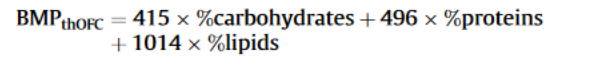 BMPthOFC = 415 × %carbohydrates + 496 × %proteins
+ 1014 × %lipids